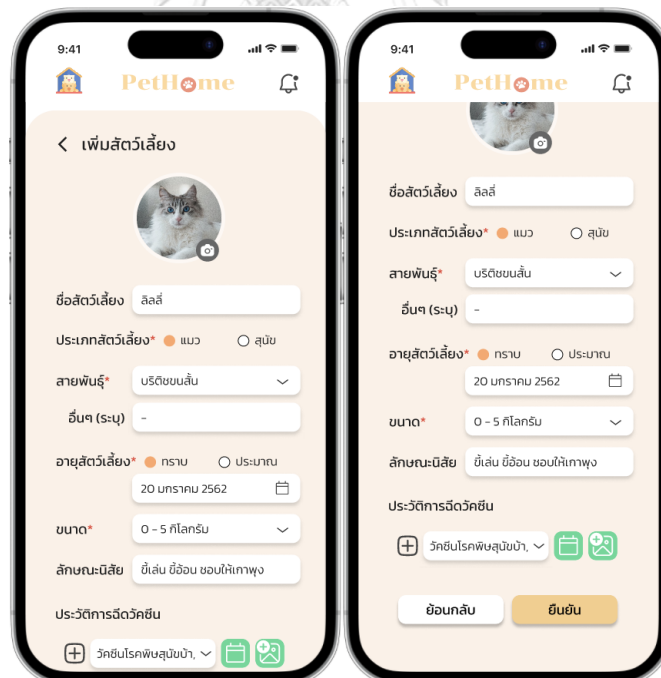 9:41
PetHome
เพิ่มสัตว์เลี้ยง
ชื่อสัตว์เลี้ยง ลิลลี่
ประเภทสัตว์เลี้ยง* แมว สุนัข
สายพันธุ์* บริติชขนสั้น
อื่นๆ (ระบุ) -
อายุสัตว์เลี้ยง* ทราบ ประมาณ
20 มกราคม 2562
ขนาด* 0 - 5 กิโลกรัม
ลักษณะนิสัย ขี้เล่น ขี้อ้อน ชอบให้เกาพุง
ประวัติการฉีดวัคซีน
วัคซีนโรคพิษสุนัขบ้า,
9:41
PetHome
ชื่อสัตว์เลี้ยง ลิลลี่
ประเภทสัตว์เลี้ยง* แมว สุนัข
สายพันธุ์* บริติชขนสั้น
อื่นๆ (ระบุ) -
อายุสัตว์เลี้ยง* ทราบ ประมาณ
20 มกราคม 2562
ขนาด* 0 - 5 กิโลกรัม
ลักษณะนิสัย ขี้เล่น ขี้อ้อน ชอบให้เกาพุง
ประวัติการฉีดวัคซีน
วัคซีนโรคพิษสุนัขบ้า,
ย้อนกลับ ยืนยัน